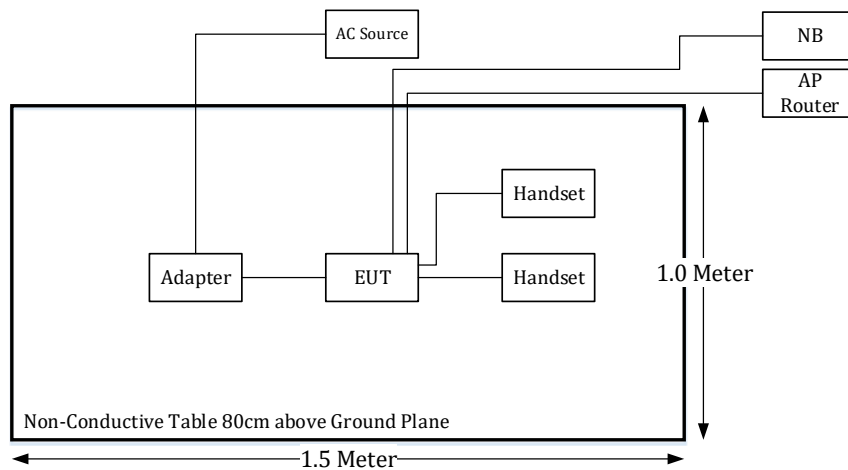 AC Source
NB
AP
Router
Handset
Adapter
EUT
Handset
1.0 Meter
Non-Conductive Table 80cm above Ground Plane
1.5 Meter